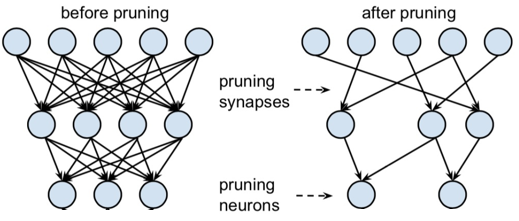 before pruning
after pruning
pruning
synapses
pruning
neurons